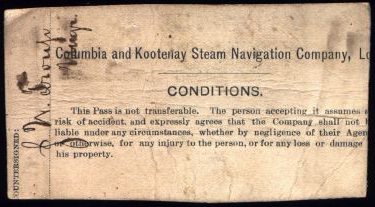 Columbia and Kootenay Steam Navigation Company, L
CONDITIONS.
This Pass is not transferable. The person accepting it assumes a
risk of accident, and expressly agrees that the Company shall not b
liable under any circumstances, whether by negligence of their Agen
or otherwise, for any injury to the person, or for any loss or damage
his property.
OUNTERSIGNED: